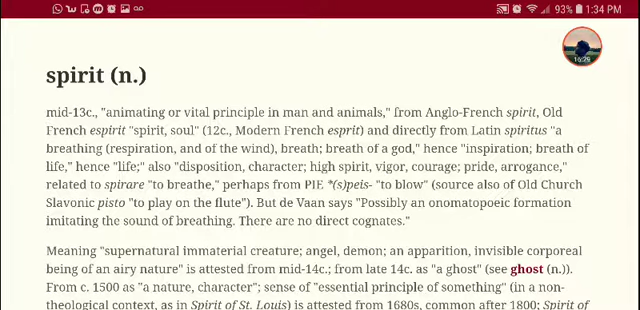 93% 1:34 PM
16:29
spirit (n.)
mid-13c., "animating or vital principle in man and animals," from Anglo-French spirit, Old
French espirit "spirit, soul" (12c., Modern French esprit) and directly from Latin spiritus "a
breathing (respiration, and of the wind), breath; breath of a god," hence "inspiration; breath of
life," hence "life;" also "disposition, character; high spirit, vigor, courage; pride, arrogance,"
related to spirare "to breathe," perhaps from PIE *(s)peis- "to blow" (source also of Old Church
Slavonic pisto "to play on the flute"). But de Vaan says "Possibly an onomatopoeic formation
imitating the sound of breathing. There are no direct cognates."
Meaning "supernatural immaterial creature; angel, demon; an apparition, invisible corporeal
being of an airy nature" is attested from mid-14c.; from late 14c. as "a ghost" (see ghost (n.)).
From c. 1500 as "a nature, character"; sense of "essential principle of something" (in a non-
theological context, as in Spirit of St. Louis) is attested from 1680s, common after 1800; Spirit of